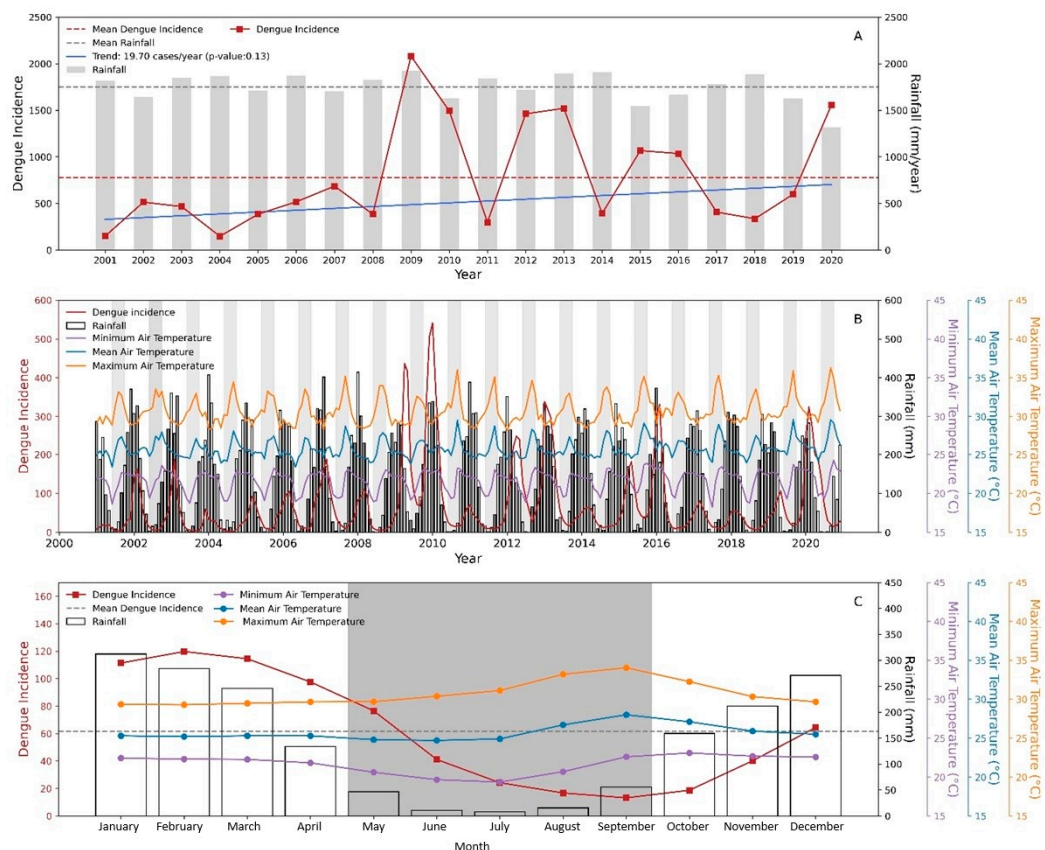 A
Mean Dengue Incidence
Dengue Incidence
Mean Rainfall
Trend: 19.70 cases/year (p-value:0.13)
Rainfall
2500
2000
1500
1000
500
0
Dengue Incidence
2500
2000
1500
1000
500
0
Rainfall (mm/year)
2001 2002 2003 2004 2005 2006 2007 2008 2009 2010 2011 2012 2013 2014 2015 2016 2017 2018 2019 2020
Year
B
Dengue incidence
Rainfall
Minimum Air Temperature
Mean Air Temperature
Maximum Air Temperature
600
500
400
300
200
100
0
Dengue Incidence
600
500
400
300
200
100
0
Rainfall (mm)
45
40
35
30
25
20
15
Minimum Air Temperature (°C)
45
40
35
30
25
20
15
Mean Air Temperature (°C)
45
40
35
30
25
20
15
Maximum Air Temperature (°C)
2000 2002 2004 2006 2008 2010 2012 2014 2016 2018 2020
Year
C
Dengue Incidence
Mean Dengue Incidence
Rainfall
Minimum Air Temperature
Mean Air Temperature
Maximum Air Temperature
160
140
120
100
80
60
40
20
0
Dengue Incidence
450
400
350
300
250
200
150
100
50
0
Rainfall (mm)
45
40
35
30
25
20
15
Minimum Air Temperature (°C)
45
40
35
30
25
20
15
Mean Air Temperature (°C)
45
40
35
30
25
20
15
Maximum Air Temperature (°C)
January February March April May June July August September October November December
Month